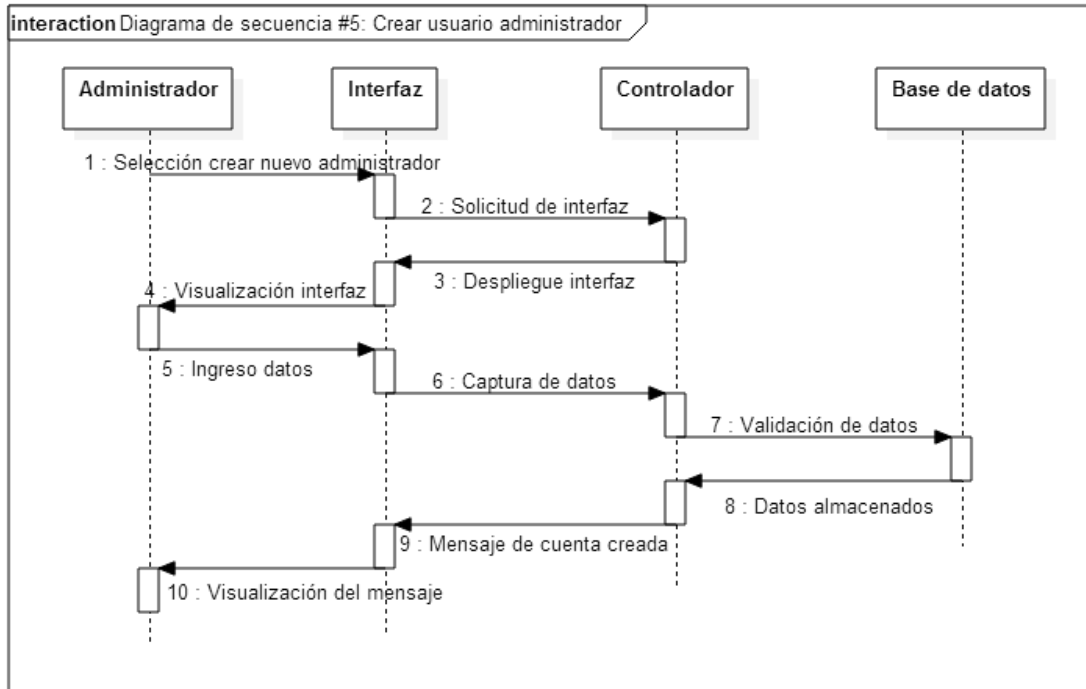 interaction Diagrama de secuencia #5: Crear usuario administrador
Administrador
Interfaz
Controlador
Base de datos
1 : Selección crear nuevo administrador
2 : Solicitud de interfaz
3 : Despliegue interfaz
4 : Visualización interfaz
5 : Ingreso datos
6 : Captura de datos
7 : Validación de datos
8 : Datos almacenados
9 : Mensaje de cuenta creada
10 : Visualización del mensaje